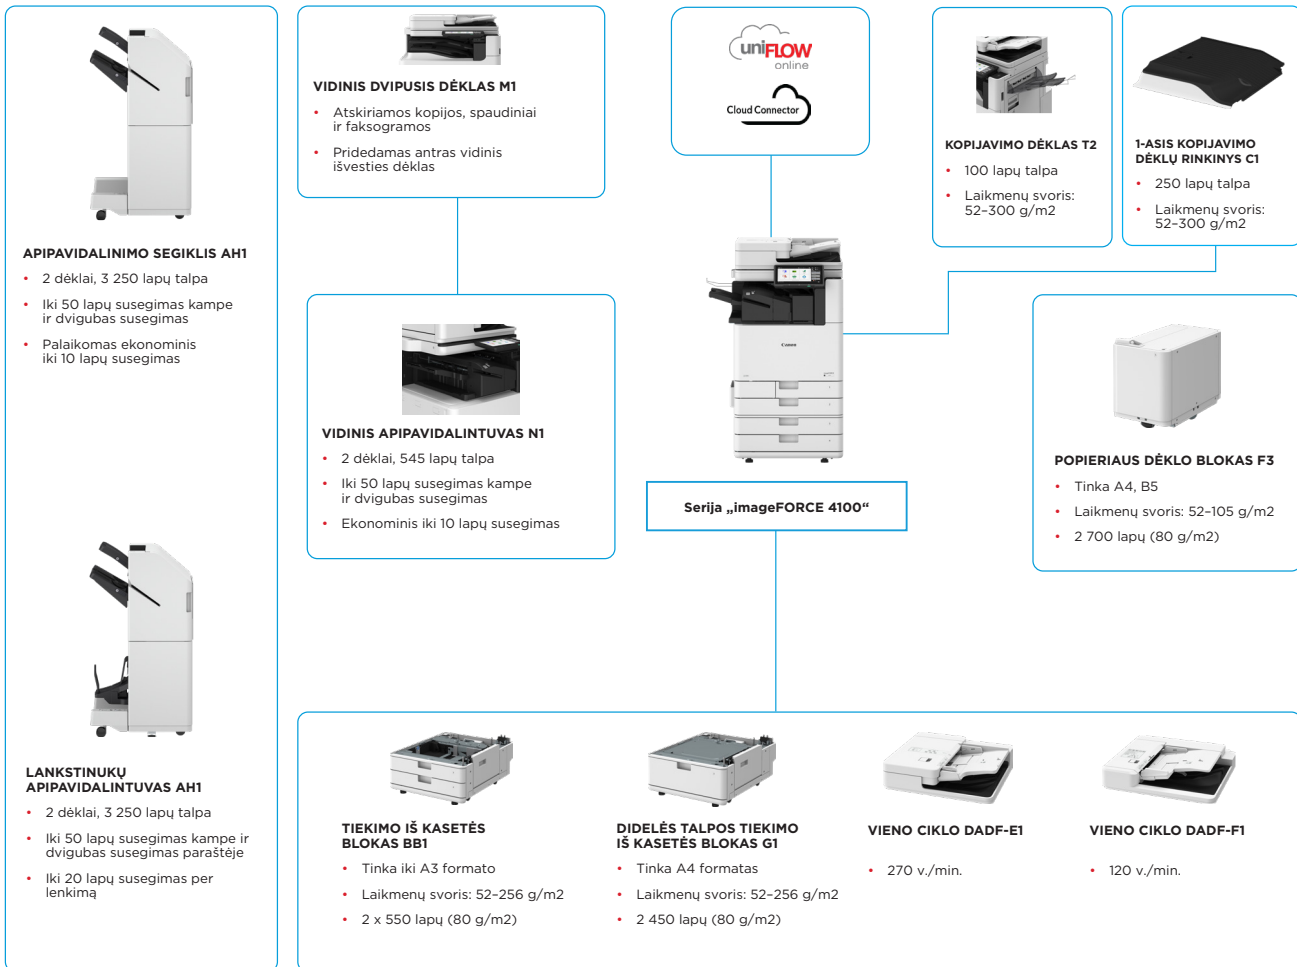 APIPAVIDALINIMO SEGIKLIS AH1
• 2 dėklai, 3 250 lapų talpa
• Iki 50 lapų susegimas kampe
ir dvigubas susegimas
• Palaikomas ekonominis
iki 10 lapų susegimas
LANKSTINUKŲ
APIPAVIDALINTUVAS AH1
• 2 dėklai, 3 250 lapų talpa
• Iki 50 lapų susegimas kampe ir
dvigubas susegimas paraštėje
• Iki 20 lapų susegimas per
lenkimą
VIDINIS DVIPUSIS DĖKLAS M1
• Atskiriamos kopijos, spaudiniai
ir faksogramos
• Pridedamas antras vidinis
išvesties dėklas
VIDINIS APIPAVIDALINTUVAS N1
• 2 dėklai, 545 lapų talpa
• Iki 50 lapų susegimas kampe
ir dvigubas susegimas
• Ekonominis iki 10 lapų susegimas
uniFLOW
online
Cloud Connector
Canon
Serija „imageFORCE 4100“
KOPIJAVIMO DĖKLAS T2
• 100 lapų talpa
• Laikmenų svoris:
52–300 g/m2
1-ASIS KOPIJAVIMO
DĖKLŲ RINKINYS C1
• 250 lapų talpa
• Laikmenų svoris:
52–300 g/m2
POPIERIAUS DĖKLO BLOKAS F3
• Tinka A4, B5
• Laikmenų svoris: 52–105 g/m2
• 2 700 lapų (80 g/m2)
TIEKIMO IŠ KASETĖS
BLOKAS BB1
• Tinka iki A3 formato
• Laikmenų svoris: 52–256 g/m2
• 2 x 550 lapų (80 g/m2)
DIDELĖS TALPOS TIEKIMO
IŠ KASETĖS BLOKAS G1
• Tinka A4 formatas
• Laikmenų svoris: 52–256 g/m2
• 2 450 lapų (80 g/m2)
VIENO CIKLO DADF-E1
• 270 v./min.
VIENO CIKLO DADF-F1
• 120 v./min.